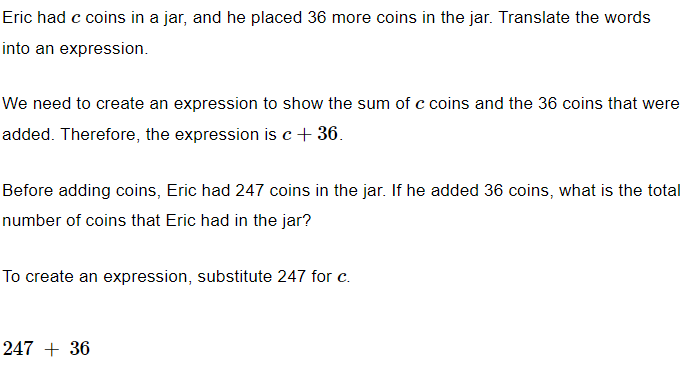 Eric had c coins in a jar, and he placed 36 more coins in the jar. Translate the words
into an expression.
We need to create an expression to show the sum of c coins and the 36 coins that were
added. Therefore, the expression is c + 36.
Before adding coins, Eric had 247 coins in the jar. If he added 36 coins, what is the total
number of coins that Eric had in the jar?
To create an expression, substitute 247 for c.
247 + 36